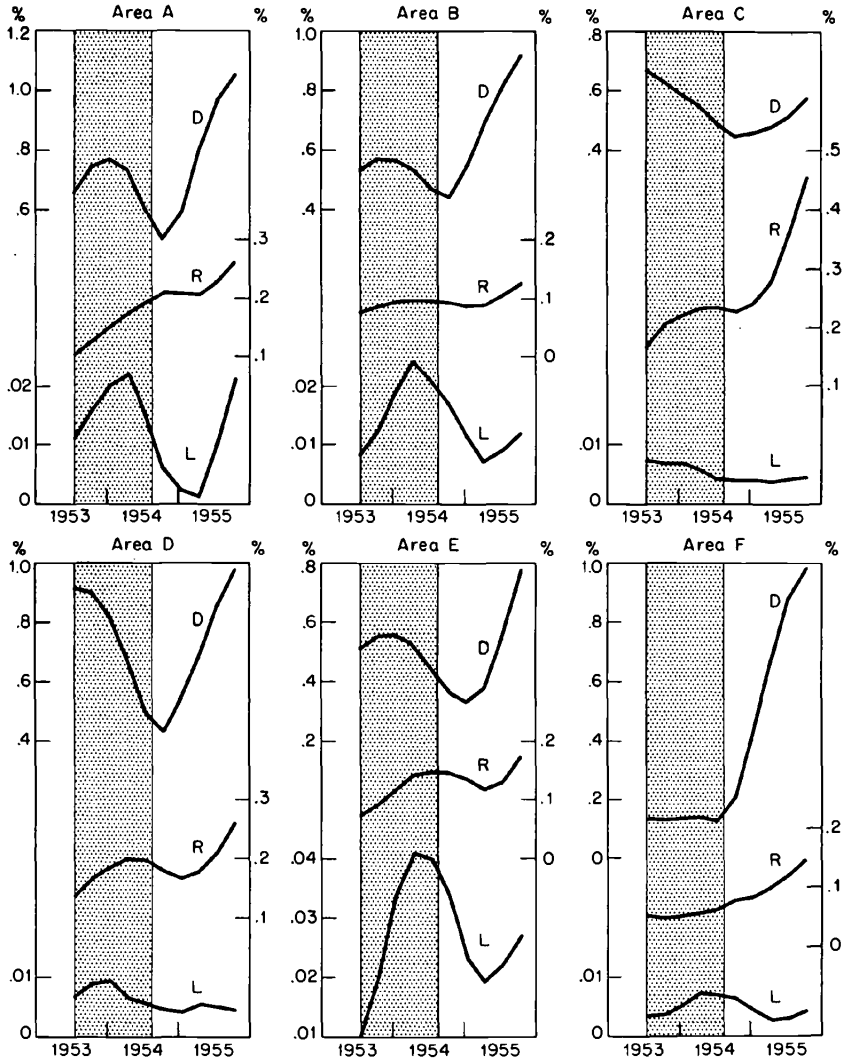 % Area A %
1.2
1.0
.8
.6
.3
.2
.1
.02
.01
0
D
R
L
1953 1954 1955
Area B %
1.0
.8
.6
.4
.2
.1
0
.02
.01
0
D
R
L
1953 1954 1955
% Area C %
.8
.6
.4
.5
.4
.3
.2
.1
.01
0
D
R
L
1953 1954 1955
% Area D %
1.0
.8
.6
.4
.3
.2
.1
.01
0
D
R
L
1953 1954 1955
% Area E %
.8
.6
.4
.2
.2
.1
0
.04
.03
.02
.01
D
R
L
1953 1954 1955
% Area F %
1.0
.8
.6
.4
.2
0
.2
.1
0
.01
0
D
R
L
1953 1954 1955